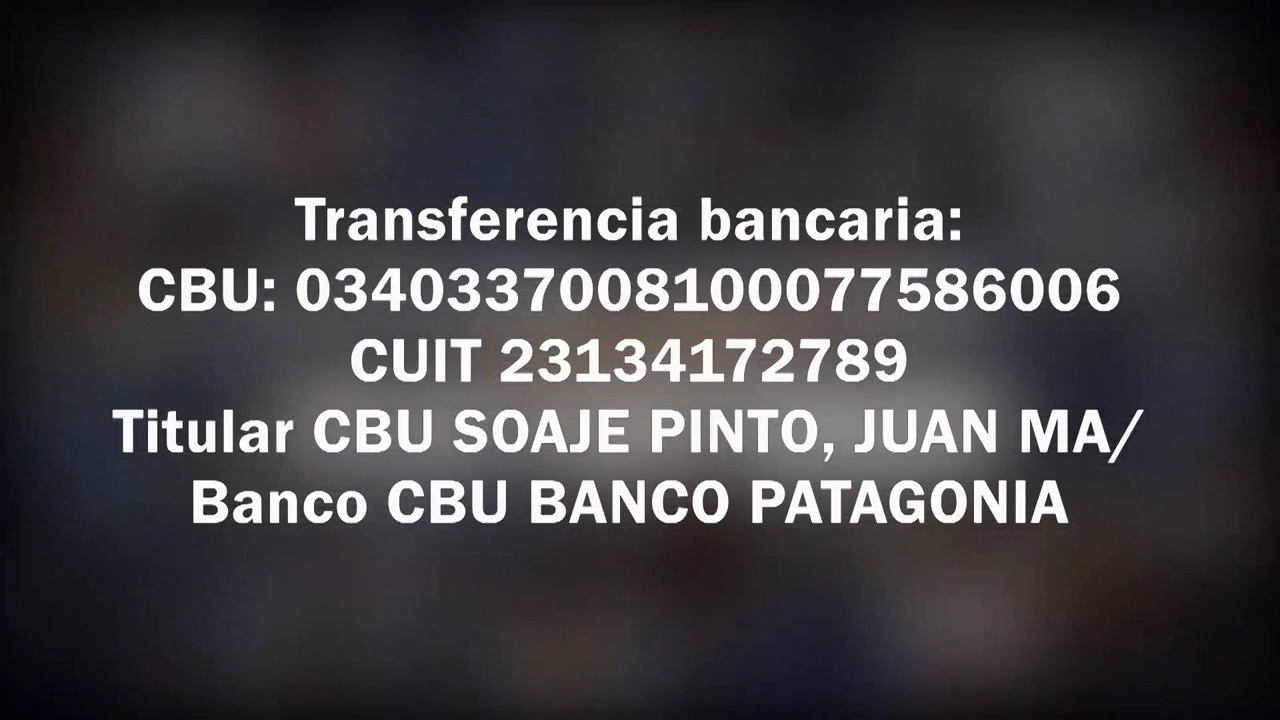 Transferencia bancaria:
CBU: 0340337008100077586006
CUIT 23134172789
Titular CBU SOAJE PINTO, JUAN MA/
Banco CBU BANCO PATAGONIA